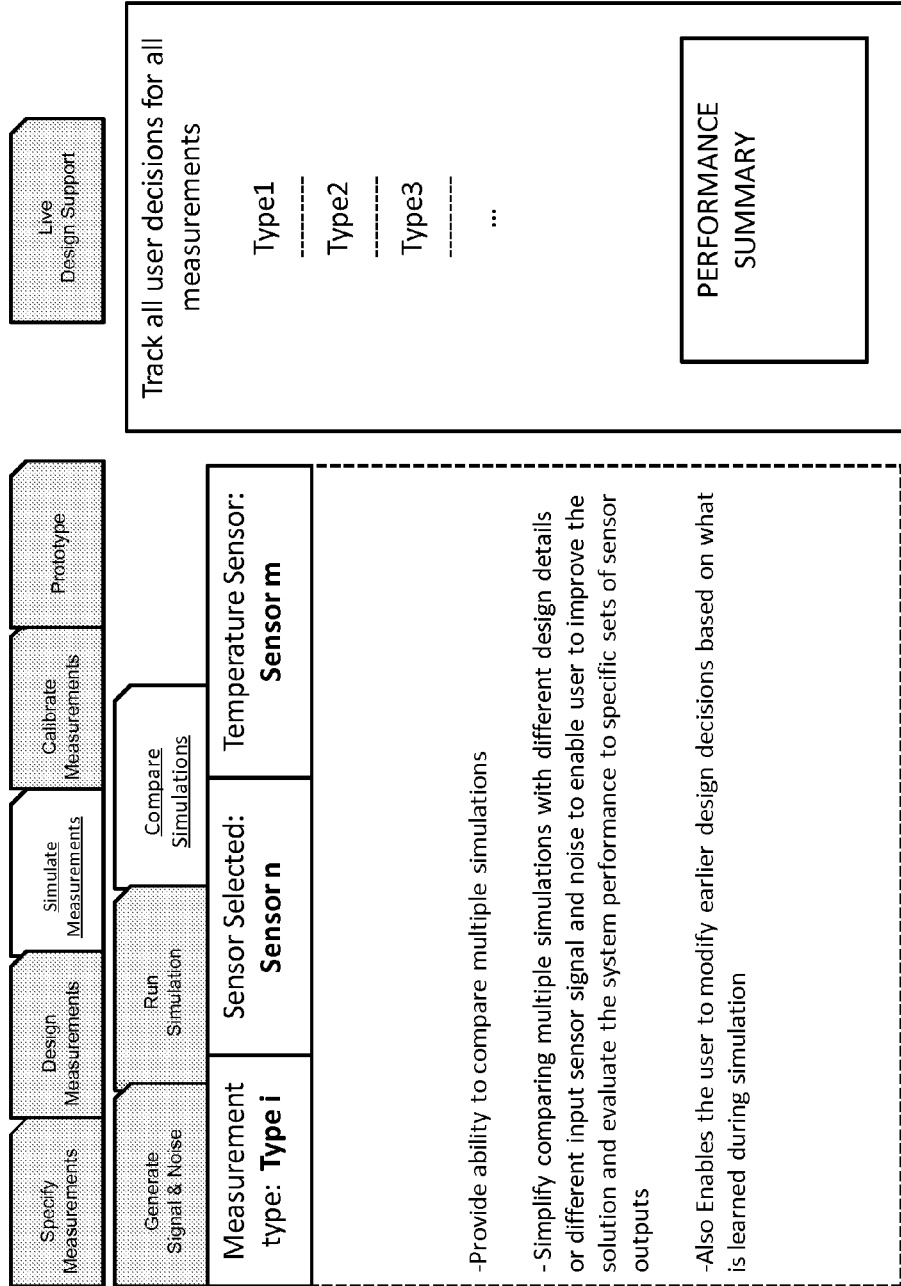 Specify
Measurements
Design
Measurements
Simulate
Measurements
Calibrate
Measurements
Prototype
Live
Design Support
Generate
Signal & Noise
Run
Simulation
Compare
Simulations
Measurement
type: Type i
Sensor Selected:
Sensor n
Temperature Sensor:
Sensor m
-Provide ability to compare multiple simulations
- Simplify comparing multiple simulations with different design details
or different input sensor signal and noise to enable user to improve the
solution and evaluate the system performance to specific sets of sensor
outputs
-Also Enables the user to modify earlier design decisions based on what
is learned during simulation
Track all user decisions for all
measurements
Type1
Type2
Type3
...
PERFORMANCE
SUMMARY